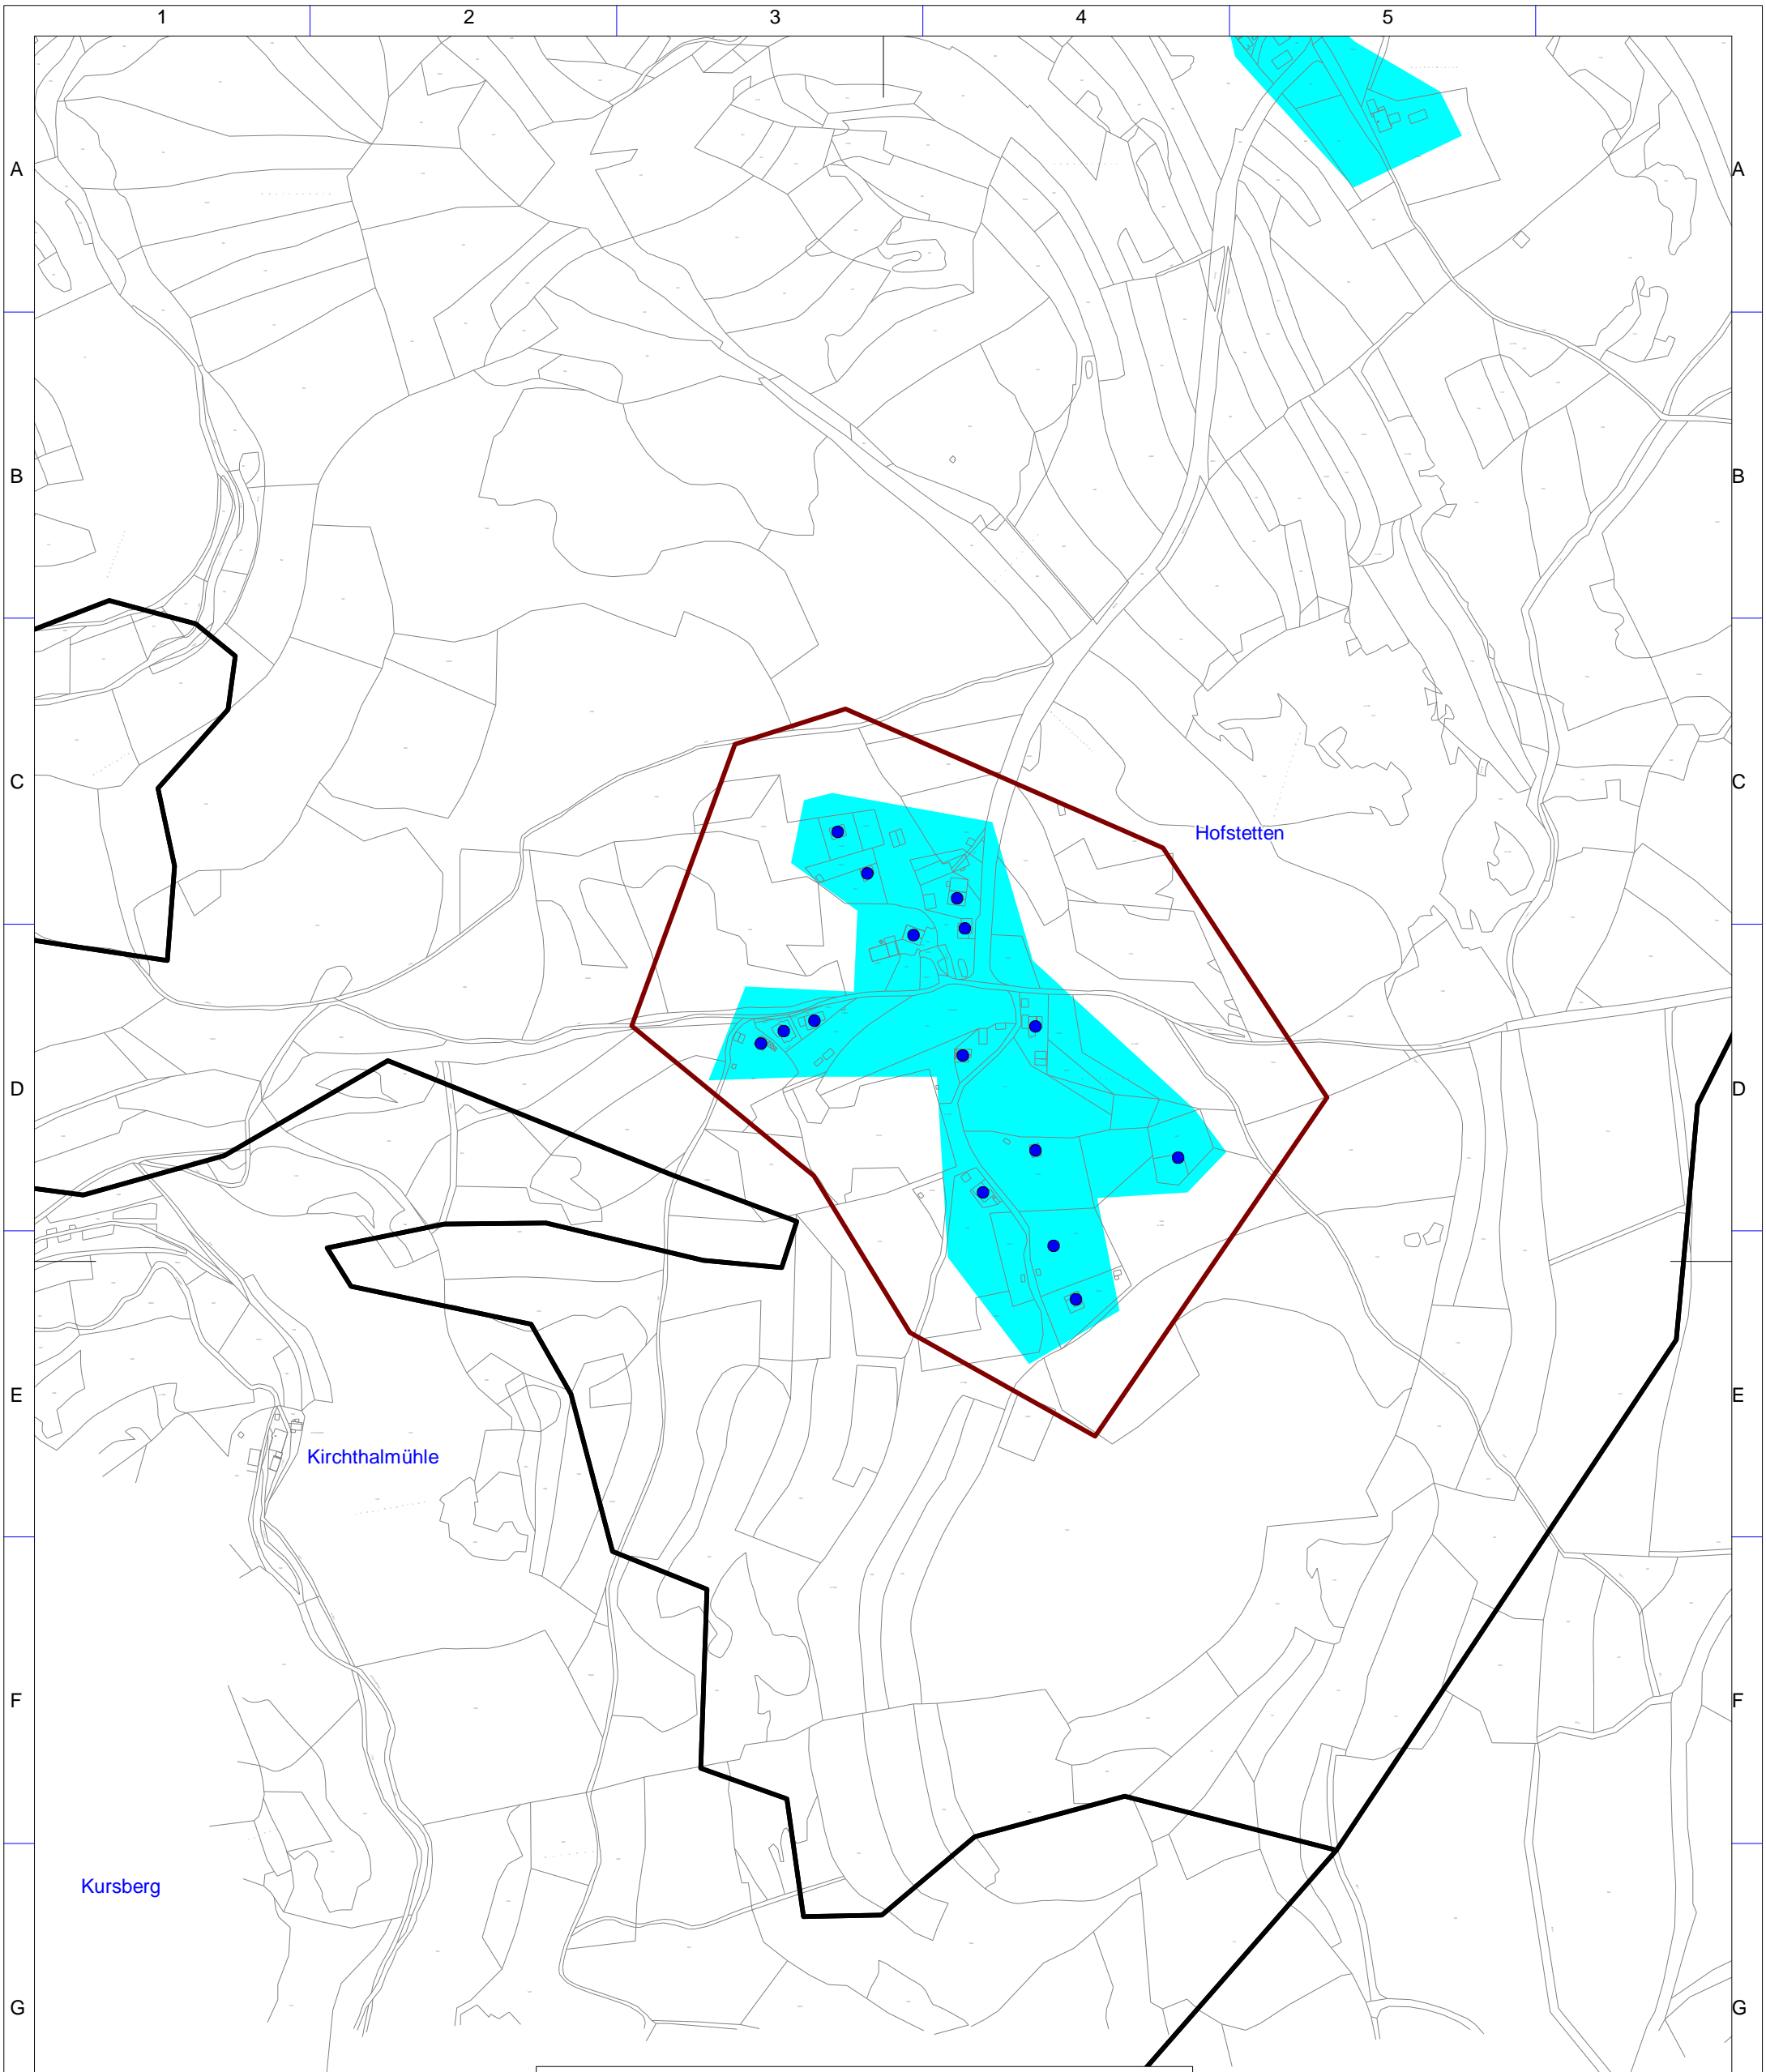 1 2 3 4 5
A A
B B
C C
Hofstetten
D D
E E
Kirchthalmühle
F F
Kursberg
G G